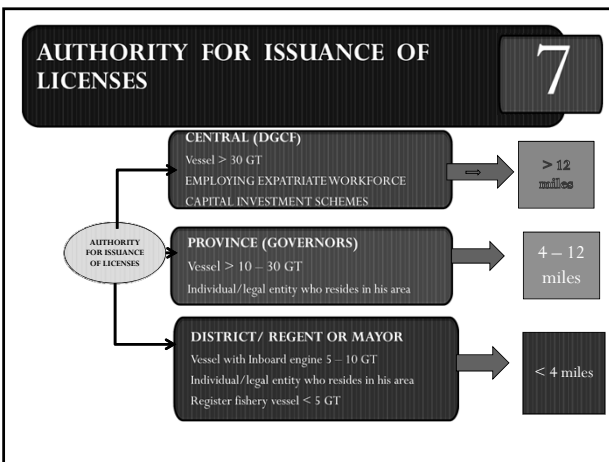 AUTHORITY FOR ISSUANCE OF
LICENSES
7
CENTRAL (DGCF)
Vessel > 30 GT
EMPLOYING EXPATRIATE WORKFORCE
CAPITAL INVESTMENT SCHEMES
> 12
miles
AUTHORITY
FOR ISSUANCE
OF LICENSES
PROVINCE (GOVERNORS)
Vessel > 10 – 30 GT
Individual/legal entity who resides in his area
4 – 12
miles
DISTRICT/ REGENT OR MAYOR
Vessel with Inboard engine 5 – 10 GT
Individual/legal entity who resides in his area
Register fishery vessel < 5 GT
< 4 miles